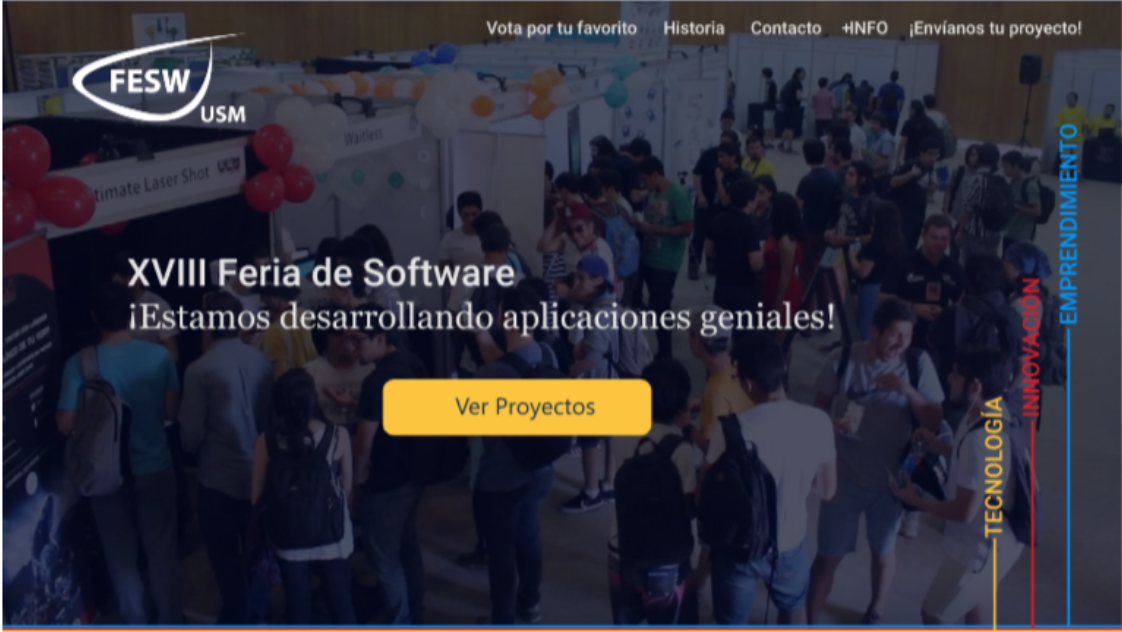 Vota por tu favorito Historia Contacto +INFO ¡Envíanos tu proyecto!
FESW
USM
Waitless
timate Laser Shot
XVIII Feria de Software
¡Estamos desarrollando aplicaciones geniales!
Ver Proyectos
TECNOLOGÍA
INNOVACIÓN
EMPRENDIMIENTO